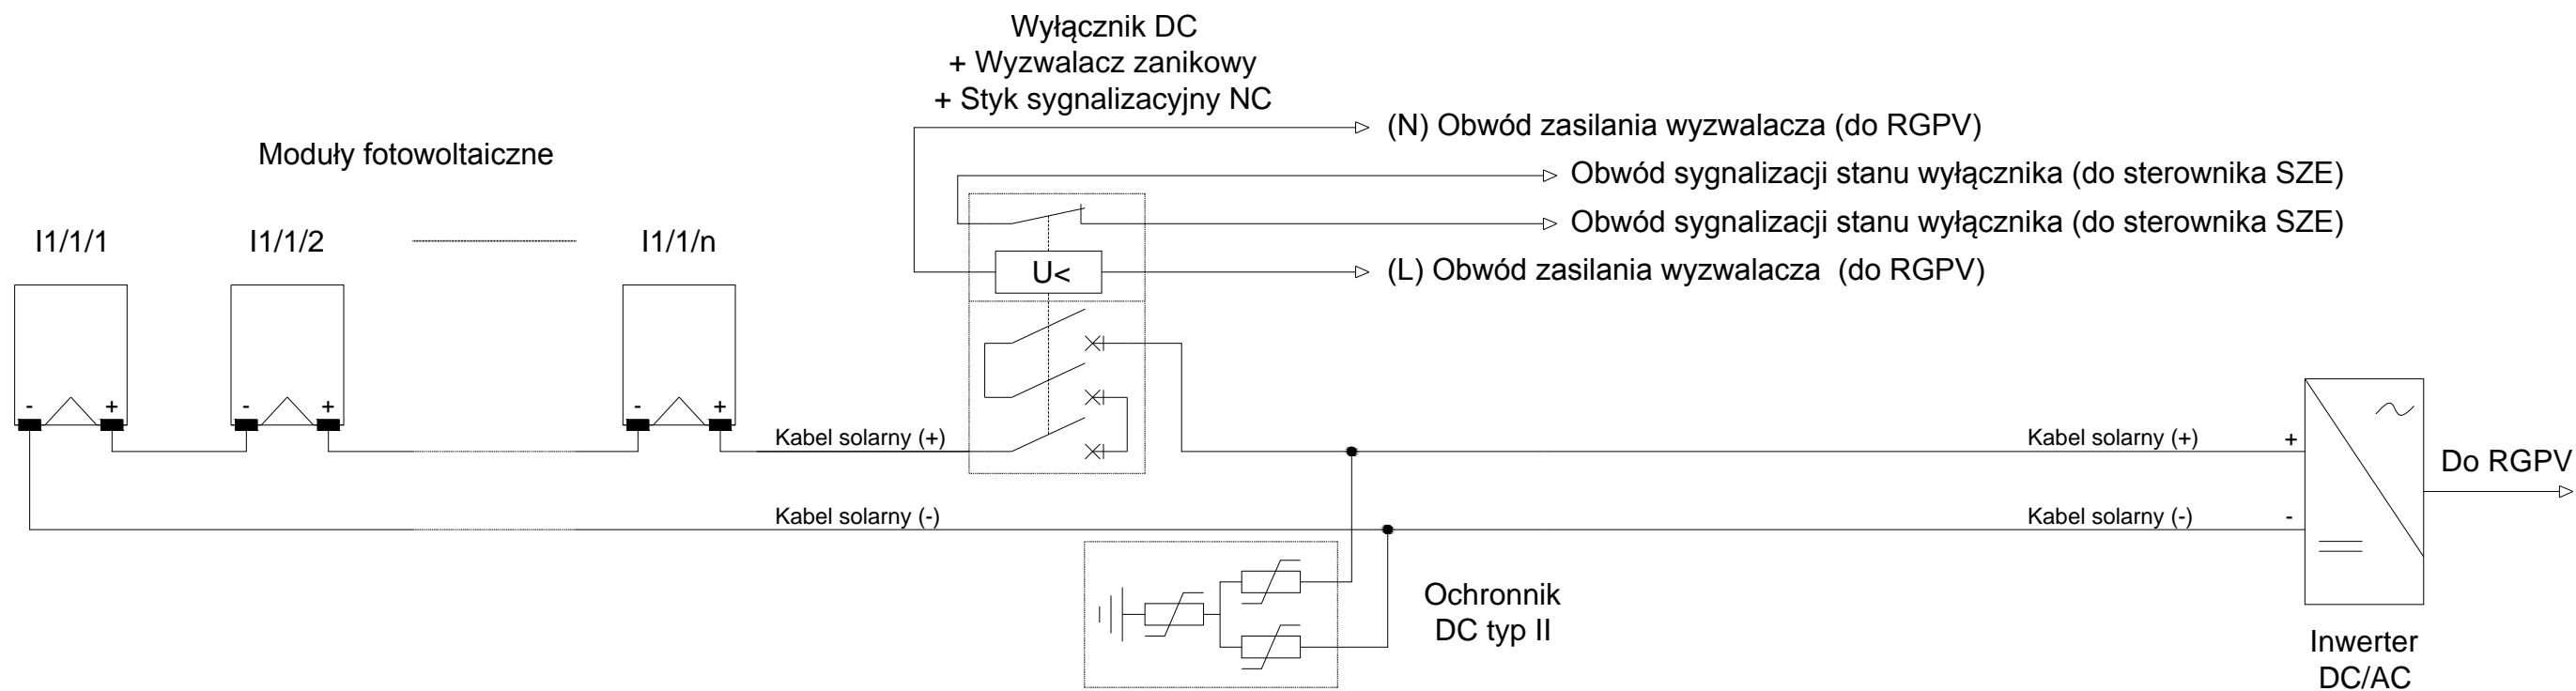 Wyłącznik DC
+ Wyzwalacz zanikowy
+ Styk sygnalizacyjny NC
(N) Obwód zasilania wyzwalacza (do RGPV)
Moduły fotowoltaiczne
Obwód sygnalizacji stanu wyłącznika (do sterownika SZE)
Obwód sygnalizacji stanu wyłącznika (do sterownika SZE)
I1/1/1
I1/1/2
I1/1/n
U<
(L) Obwód zasilania wyzwalacza (do RGPV)
- +
- +
- +
Kabel solarny (+)
Kabel solarny (+)
+
Do RGPV
Kabel solarny (-)
Kabel solarny (-)
-
Ochronnik
DC typ II
Inwerter
DC/AC